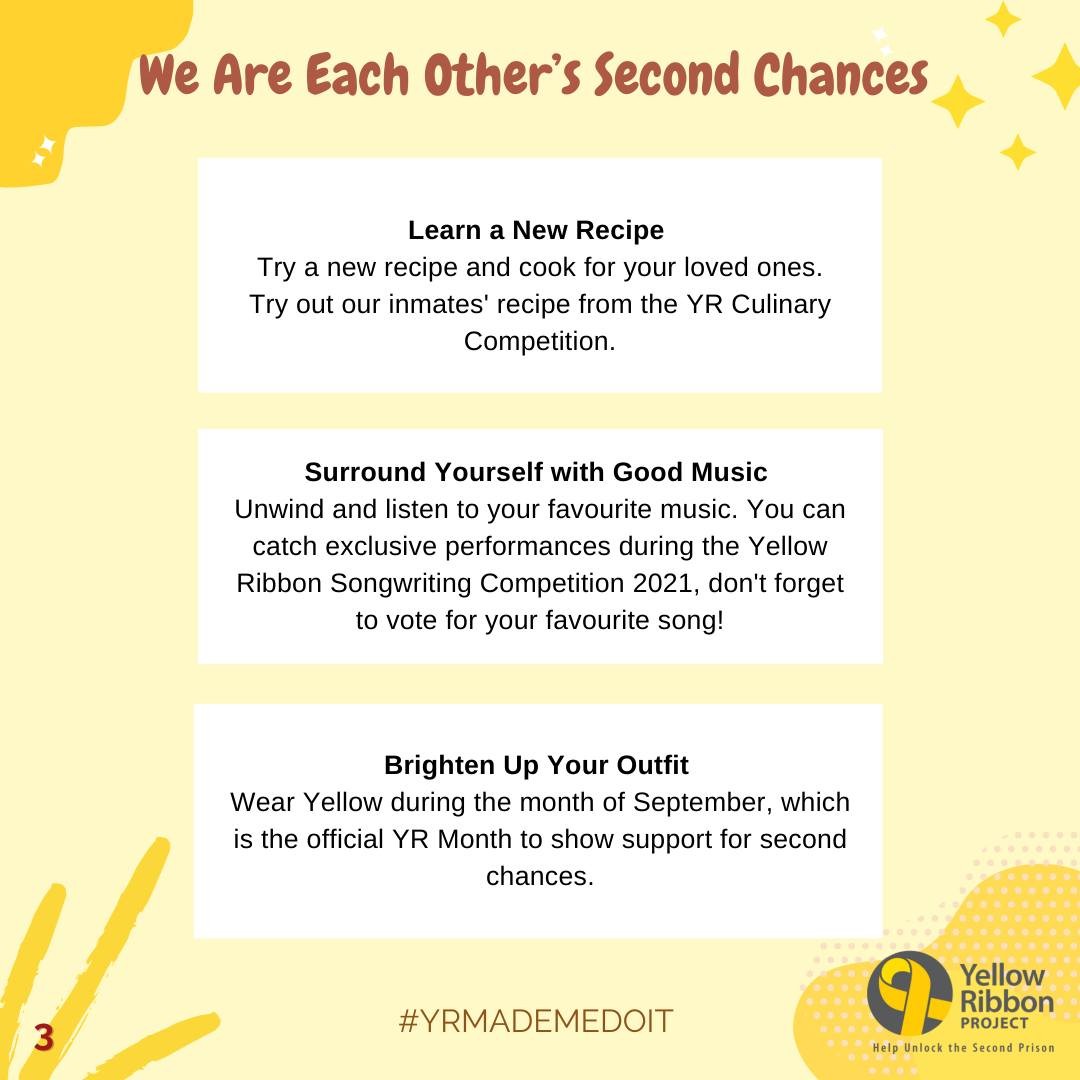 We Are Each Other’s Second Chances
Learn a New Recipe
Try a new recipe and cook for your loved ones.
Try out our inmates' recipe from the YR Culinary
Competition.
Surround Yourself with Good Music
Unwind and listen to your favourite music. You can
catch exclusive performances during the Yellow
Ribbon Songwriting Competition 2021, don't forget
to vote for your favourite song!
Brighten Up Your Outfit
Wear Yellow during the month of September, which
is the official YR Month to show support for second
chances.
3
#YRMADEMEDOIT
Yellow
Ribbon
PROJECT
Help Unlock the Second Prison